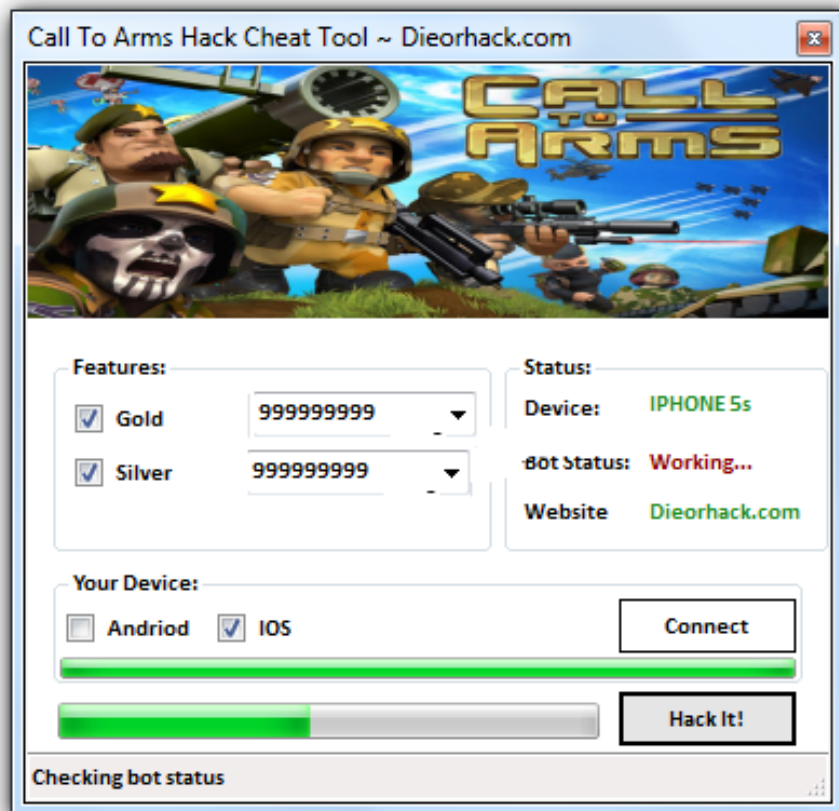 Call To Arms Hack Cheat Tool ~ Dieorhack.com
CALL
TO
ARMS
Features:
Gold 999999999
Silver 999999999
Status:
Device: IPHONE 5s
Bot Status: Working...
Website Dieorhack.com
Your Device:
Andriod IOS
Connect
Hack It!
Checking bot status